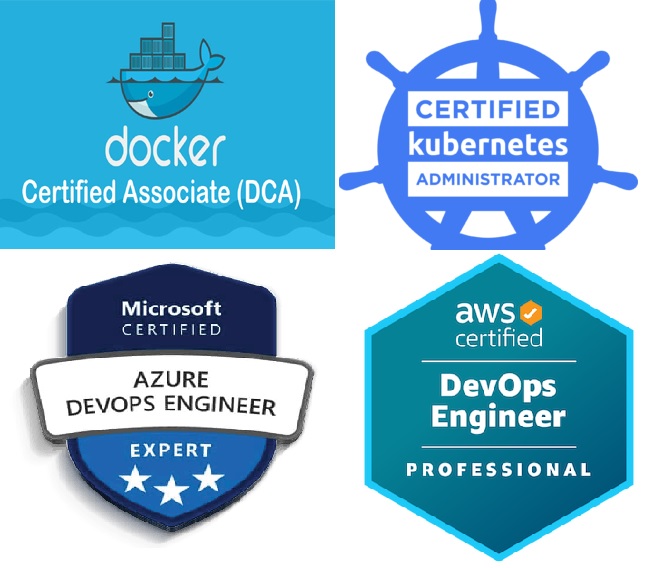 docker
Certified Associate (DCA)
CERTIFIED
kubernetes
ADMINISTRATOR
Microsoft
CERTIFIED
AZURE
DEVOPS ENGINEER
EXPERT
aws
certified
DevOps
Engineer
PROFESSIONAL